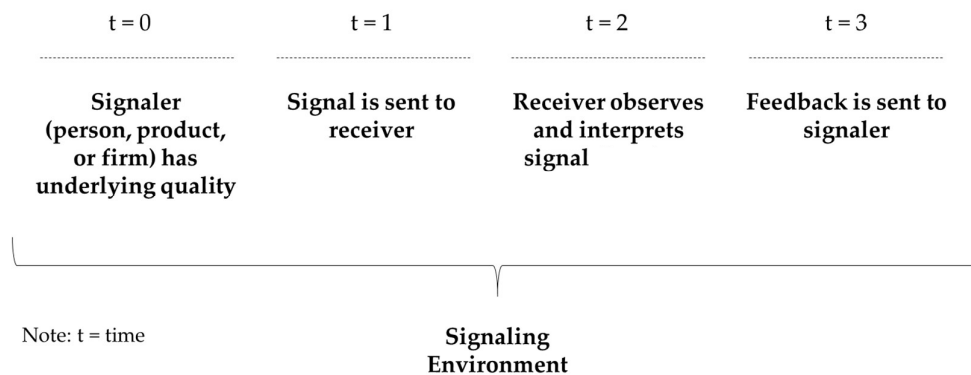 t = 0
t = 1
t = 2
t = 3
Signaler
(person, product,
or firm) has
underlying quality
Signal is sent to
receiver
Receiver observes
and interprets
signal
Feedback is sent to
signaler
Note: t = time
Signaling
Environment